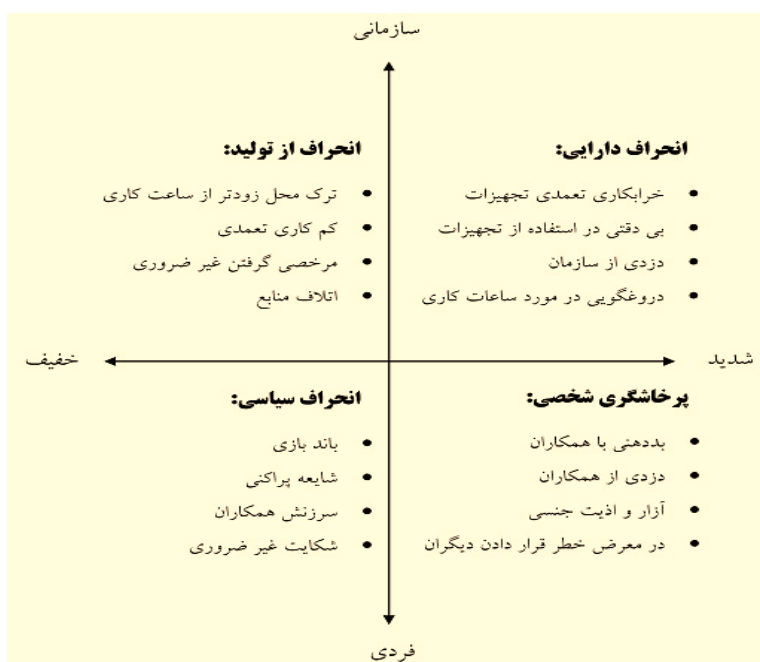 سازمانی
انحراف دارایی:
• خرابکاری تعمدی تجهیزات
• بی دقتی در استفاده از تجهیزات
• دزدی از سازمان
• دروغگویی در مورد ساعات کاری
انحراف از تولید:
• ترک محل زودتر از ساعت کاری
• کم کاری تعمدی
• مرخصی گرفتن غیر ضروری
• اتلاف منابع
شدید
خفیف
پرخاشگری شخصی:
• بددهنی با همکاران
• دزدی از همکاران
• آزار و اذیت جنسی
• در معرض خطر قرار دادن دیگران
انحراف سیاسی:
• باند بازی
• شایعه پراکنی
• سرزنش همکاران
• شکایت غیر ضروری
فردی